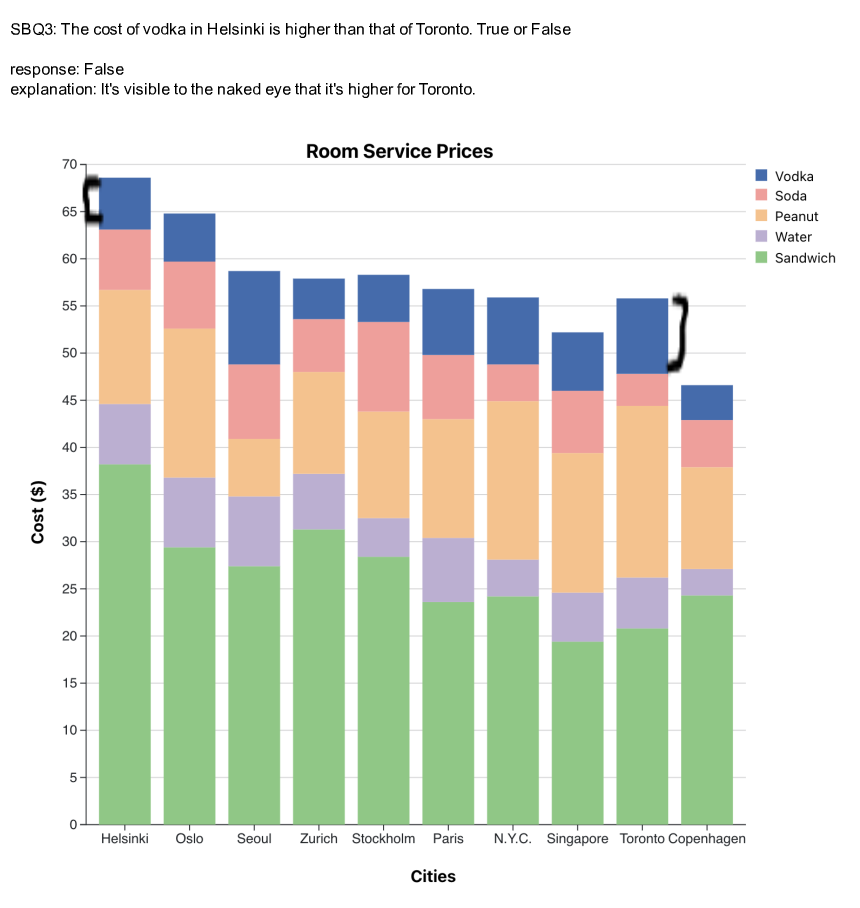 SBQ3: The cost of vodka in Helsinki is higher than that of Toronto. True or False
response: False
explanation: It's visible to the naked eye that it's higher for Toronto.
Room Service Prices
70
65
60
55
50
45
40
35
30
25
20
15
10
5
0
Cost ($)
Vodka
Soda
Peanut
Water
Sandwich
Helsinki Oslo Seoul Zurich Stockholm Paris N.Y.C. Singapore Toronto Copenhagen
Cities